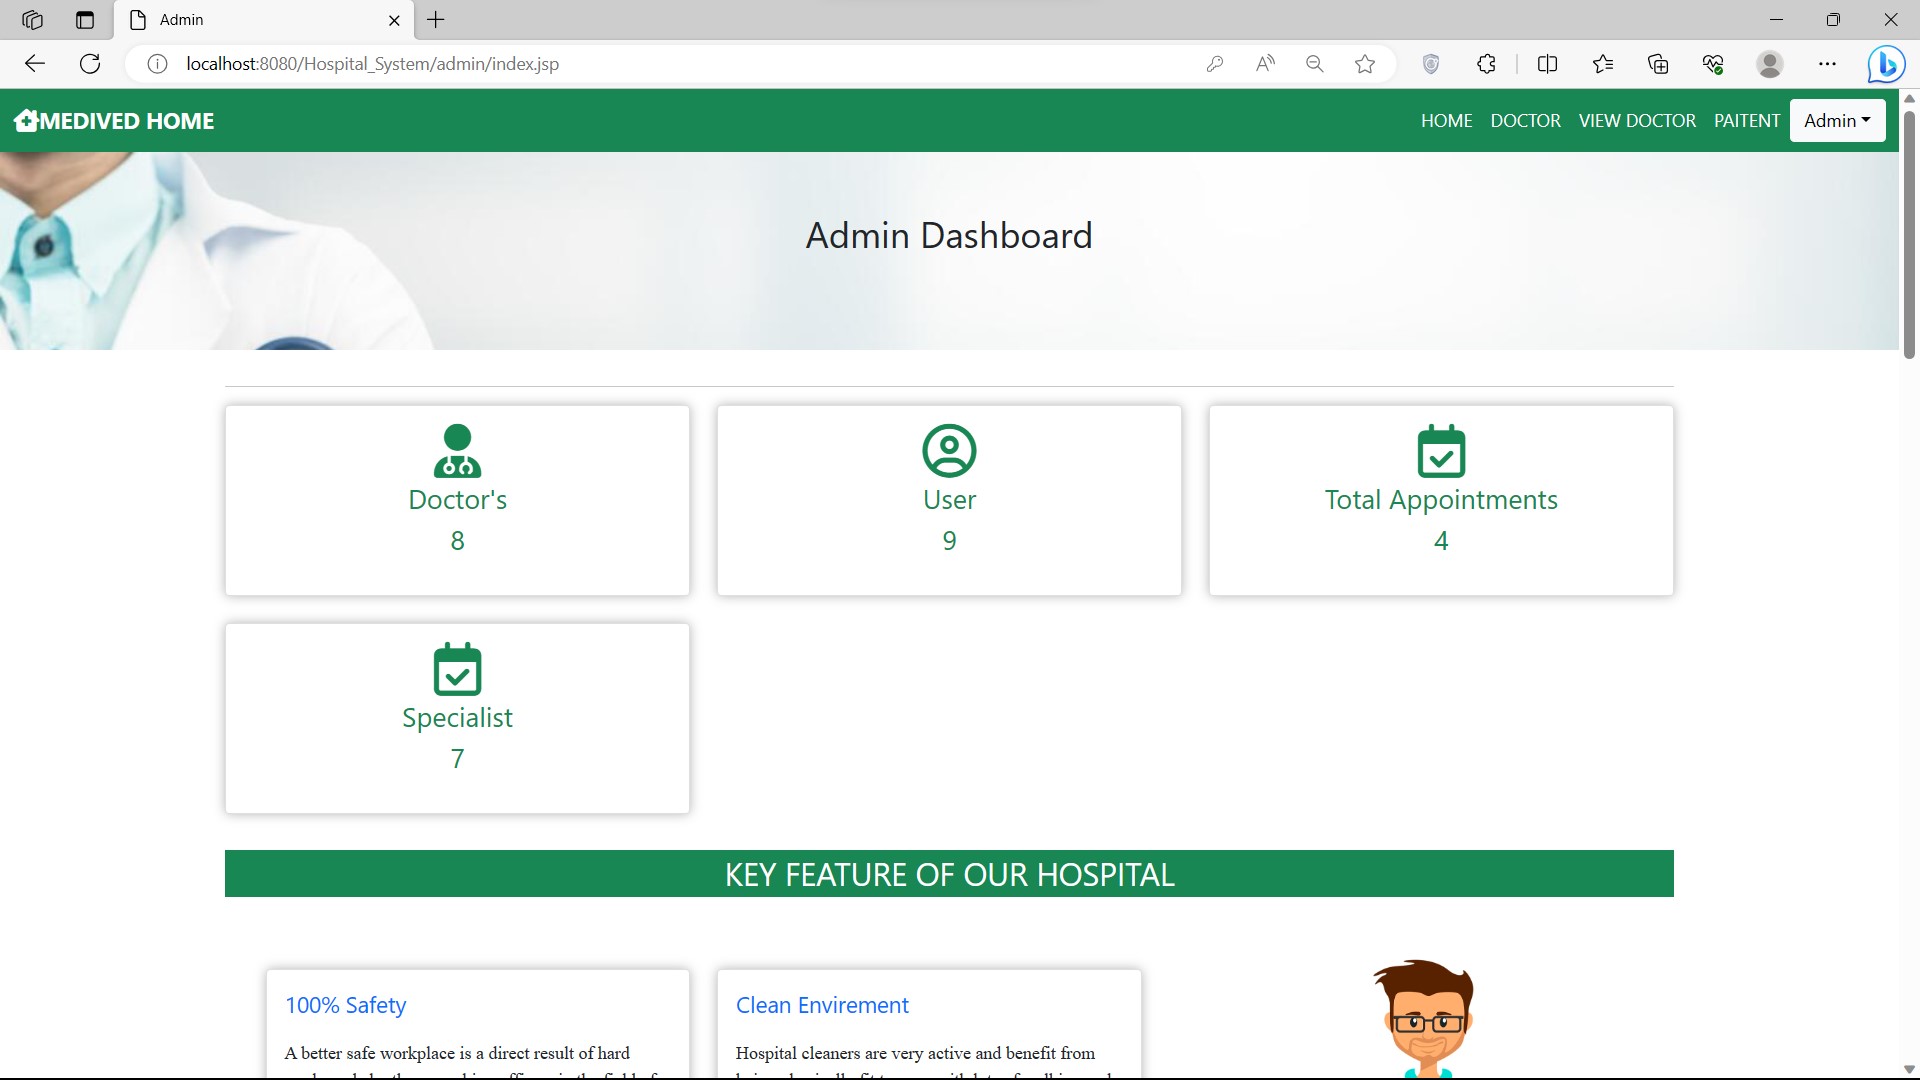 Admin
localhost:8080/Hospital_System/admin/index.jsp
MEDIVED HOME
HOME DOCTOR VIEW DOCTOR PAITENT Admin
Admin Dashboard
Doctor's
8
User
9
Total Appointments
4
Specialist
7
KEY FEATURE OF OUR HOSPITAL
100% Safety
A better safe workplace is a direct result of hard
Clean Envirement
Hospital cleaners are very active and benefit from